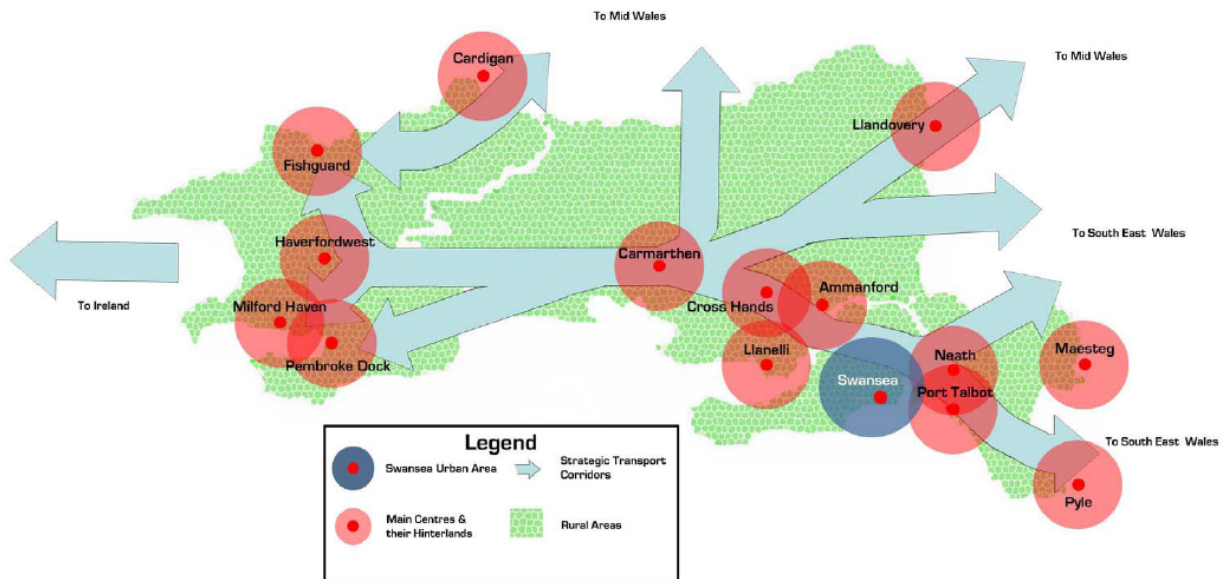 To Mid Wales
Cardigan
To Mid Wales
Llandovery
Fishguard
To South East Wales
Haverfordwest
Carmarthen
To Ireland
Milford Haven
Cross Hands
Ammanford
Pembroke Dock
Llanelli
Swansea
Neath
Maesteg
Port Talbot
To South East Wales
Pyle
Legend
Swansea Urban Area
Strategic Transport
Corridors
Main Centres &
their Hinterlands
Rural Areas